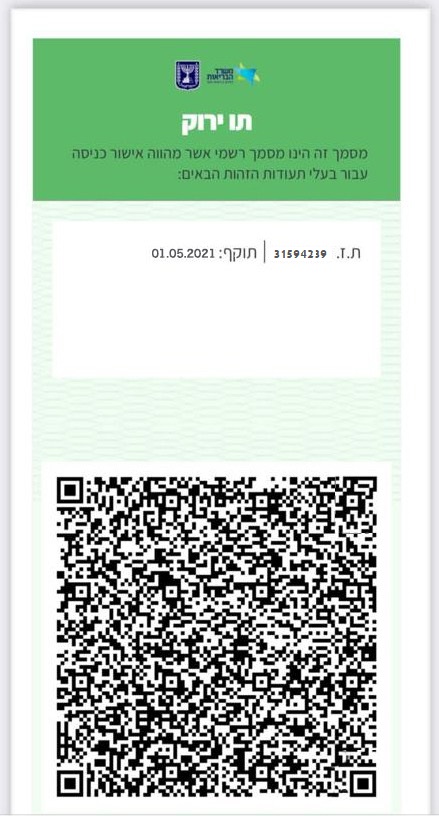 משרד
הבריאות
תו ירוק
מסמך זה הינו מסמך רשמי אשר מהווה אישור כניסה
עבור בעלי תעודות הזהות הבאים:
ת.ז. 31594239 | תוקף: 01.05.2021